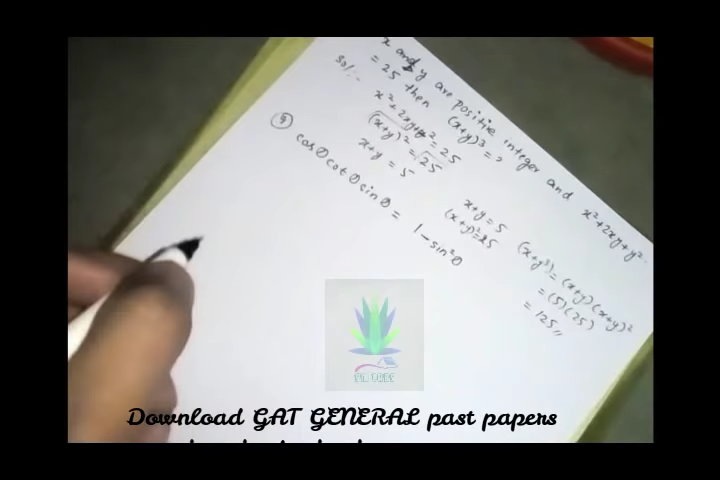 x and y are positive integer and x²+2xy+y²
= 25 then (x+y)³ = ?
Sol:-
x²+2xy+y² = 25
√(x+y)² = √25
x+y = 5
x+y = 5
(x+y)²=25
(x+y³) = (x+y)(x+y)²
= (5)(25)
= 125,,
④ cosθ cotθ sinθ =
1 - sin²θ
Download GAT GENERAL past papers